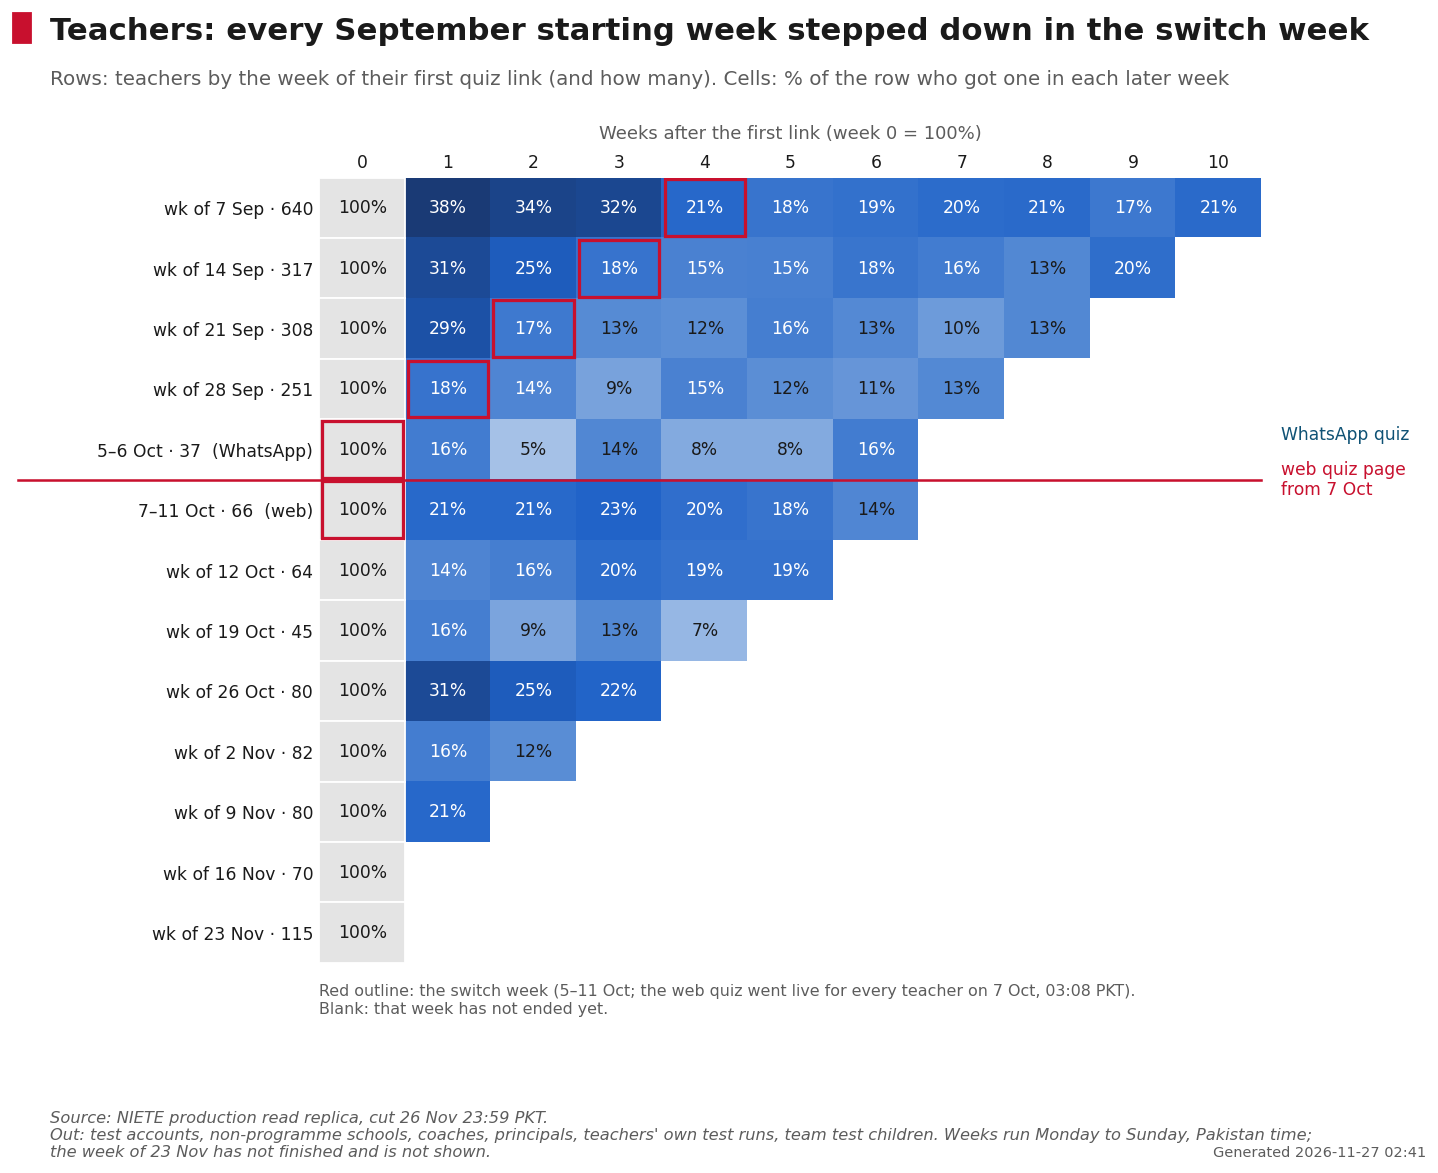 Teachers: every September starting week stepped down in the switch week
Rows: teachers by the week of their first quiz link (and how many). Cells: % of the row who got one in each later week
Weeks after the first link (week 0 = 100%)
0 1 2 3 4 5 6 7 8 9 10
wk of 7 Sep · 640 100% 38% 34% 32% 21% 18% 19% 20% 21% 17% 21%
wk of 14 Sep · 317 100% 31% 25% 18% 15% 15% 18% 16% 13% 20%
wk of 21 Sep · 308 100% 29% 17% 13% 12% 16% 13% 10% 13%
wk of 28 Sep · 251 100% 18% 14% 9% 15% 12% 11% 13%
5–6 Oct · 37 (WhatsApp) 100% 16% 5% 14% 8% 8% 16%
WhatsApp quiz
web quiz page
from 7 Oct
7–11 Oct · 66 (web) 100% 21% 21% 23% 20% 18% 14%
wk of 12 Oct · 64 100% 14% 16% 20% 19% 19%
wk of 19 Oct · 45 100% 16% 9% 13% 7%
wk of 26 Oct · 80 100% 31% 25% 22%
wk of 2 Nov · 82 100% 16% 12%
wk of 9 Nov · 80 100% 21%
wk of 16 Nov · 70 100%
wk of 23 Nov · 115 100%
Red outline: the switch week (5–11 Oct; the web quiz went live for every teacher on 7 Oct, 03:08 PKT).
Blank: that week has not ended yet.
Source: NIETE production read replica, cut 26 Nov 23:59 PKT.
Out: test accounts, non-programme schools, coaches, principals, teachers' own test runs, team test children. Weeks run Monday to Sunday, Pakistan time;
the week of 23 Nov has not finished and is not shown.
Generated 2026-11-27 02:41